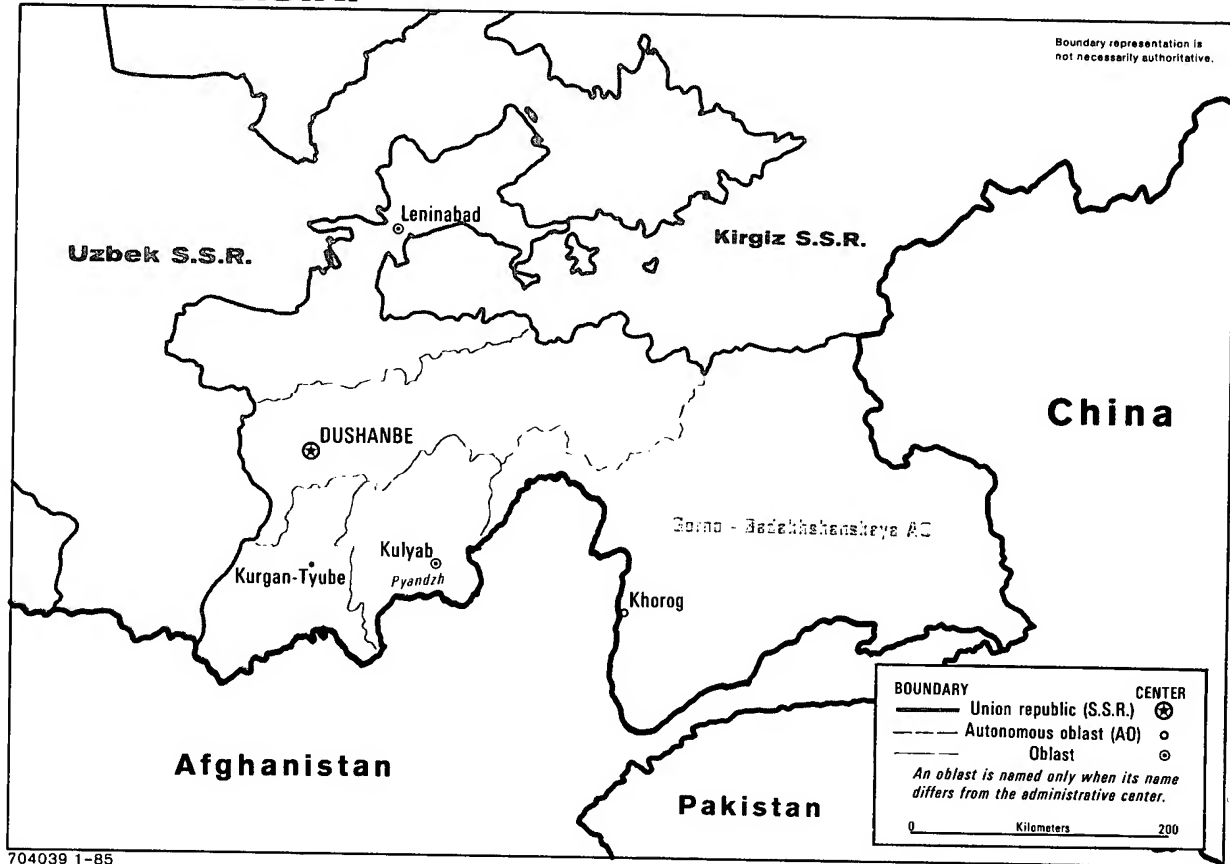 Boundary representation is
not necessarily authoritative.
Leninabad
Uzbek S.S.R.
Kirgiz S.S.R.
China
DUSHANBE
Gorno - Badakhshanskaya AO
Kulyab
Kurgan-Tyube
Pyandzh
Khorog
BOUNDARY CENTER
Union republic (S.S.R.)
Autonomous oblast (AO)
Oblast
An oblast is named only when its name
differs from the administrative center.
0 Kilometers 200
Afghanistan
Pakistan
704039 1-85